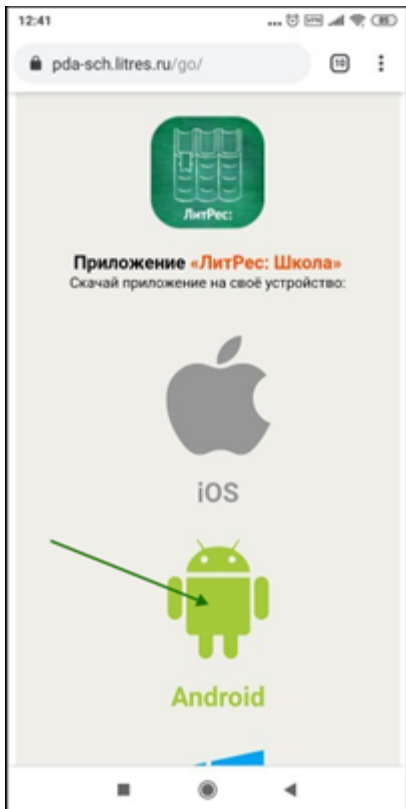 12:41
VPN
pda-sch.litres.ru/go/
10
ЛитРес:
Приложение «ЛитРес: Школа»
Скачай приложение на своё устройство:
iOS
Android